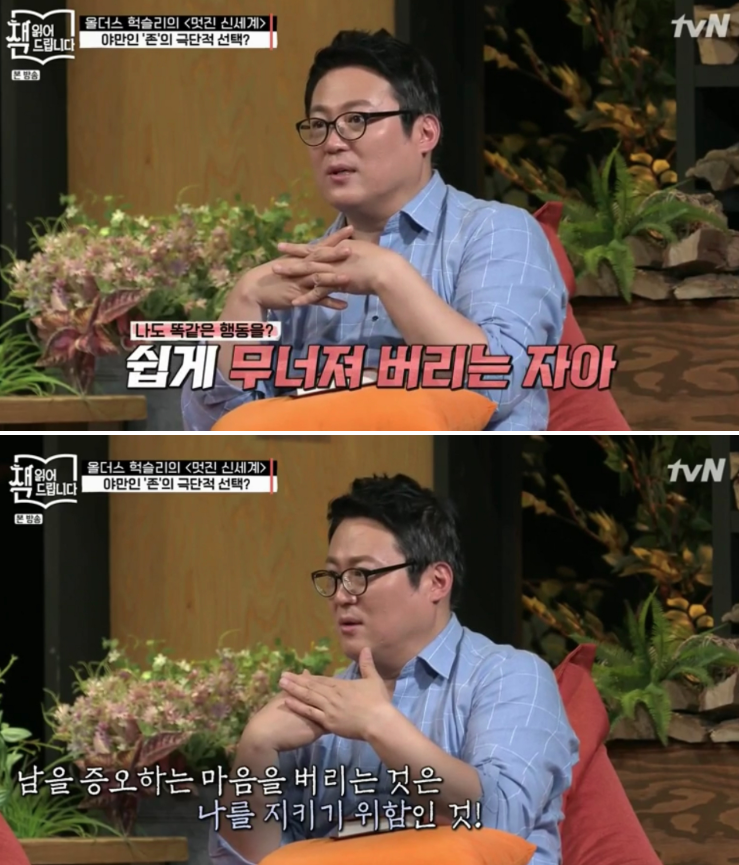 책 읽어
드립니다
본 방송
올더스 헉슬리의 <멋진 신세계>
야만인 '존'의 극단적 선택?
tvN
나도 똑같은 행동을?
쉽게 무너져 버리는 자아
책 읽어
드립니다
본 방송
올더스 헉슬리의 <멋진 신세계>
야만인 '존'의 극단적 선택?
tvN
남을 증오하는 마음을 버리는 것은
나를 지키기 위함인 것!